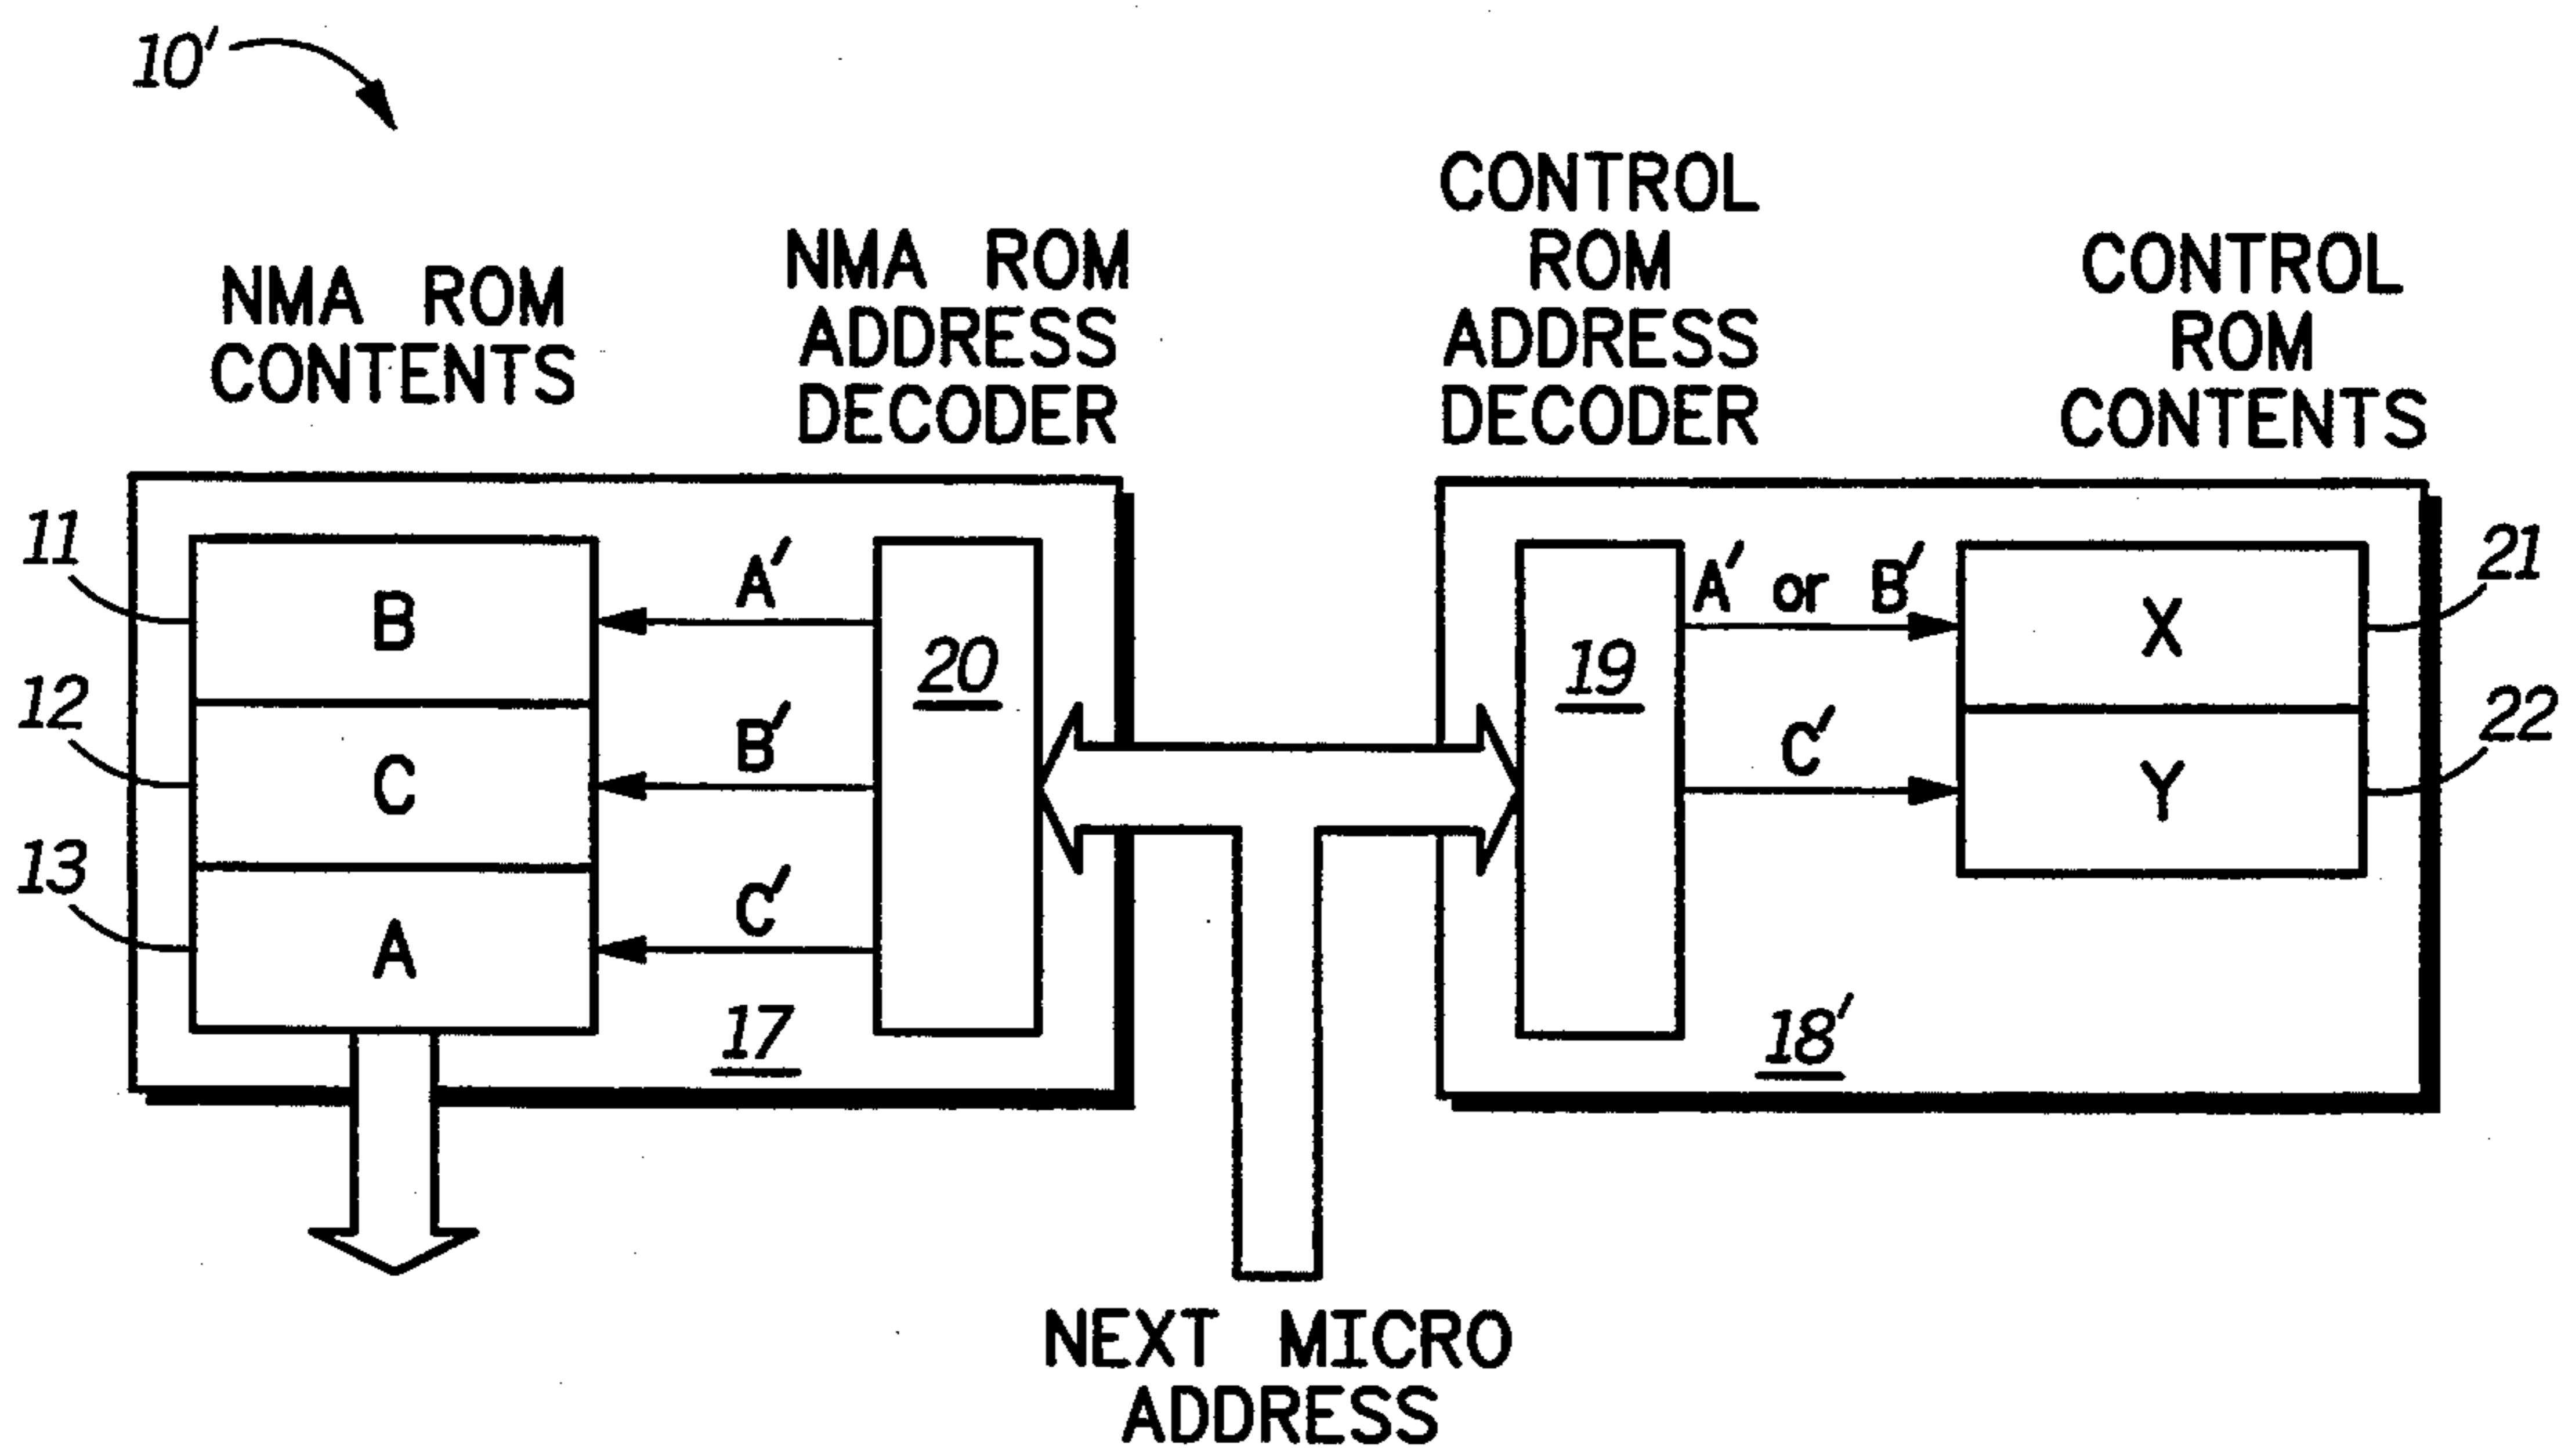 10′
NMA ROM
CONTENTS
NMA ROM
ADDRESS
DECODER
CONTROL
ROM
ADDRESS
DECODER
CONTROL
ROM
CONTENTS
11
12
13
B
C
A
A′
B′
C′
20
17
19
A′ or B′
C′
X
Y
21
22
18′
NEXT MICRO
ADDRESS